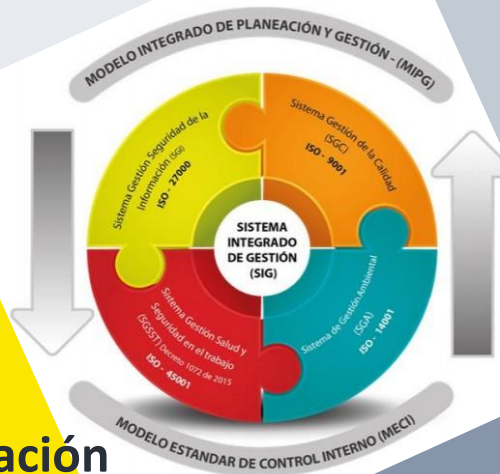 MODELO INTEGRADO DE PLANEACIÓN Y GESTIÓN - (MIPG)
Sistema Gestión Seguridad de la
Información (SGI)
ISO - 27000
Sistema Gestión de la Calidad
(SGC)
ISO - 9001
SISTEMA
INTEGRADO
DE GESTIÓN
(SIG)
Sistema Gestión Salud y
Seguridad en el trabajo
(SGSST) Decreto 1072 de 2015
ISO - 45001
Sistema de Gestión Ambiental
(SGA)
ISO - 14001
MODELO ESTANDAR DE CONTROL INTERNO (MECI)
ación